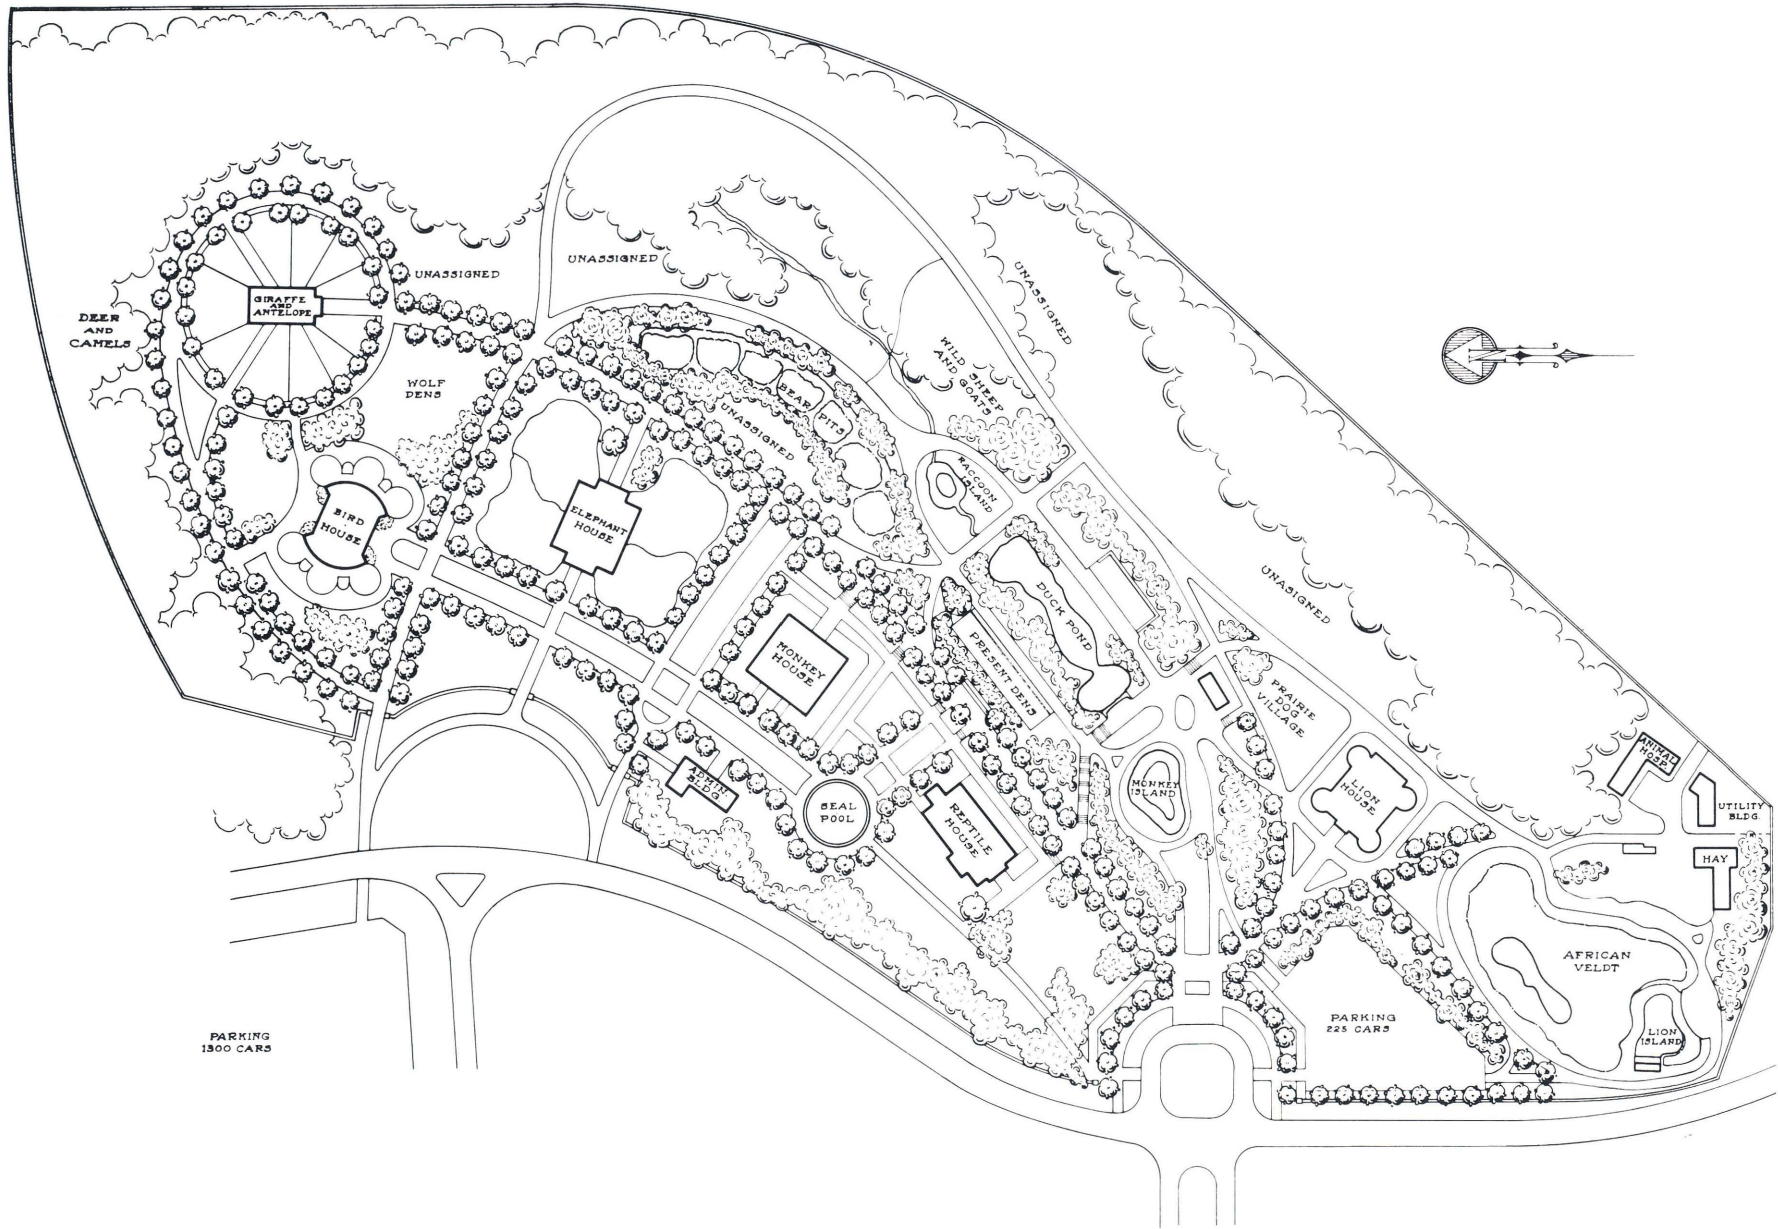 UNASSIGNED
UNASSIGNED
UNASSIGNED
GIRAFFE
AND
ANTELOPE
DEER
AND
CAMELS
WOLF
DENS
WILD SHEEP
AND GOATS
BEAR PITS
UNASSIGNED
RACCOON
ISLAND
BIRD
HOUSE
ELEPHANT
HOUSE
DUCK POND
UNASSIGNED
PRESENT DENS
MONKEY
HOUSE
PRAIRIE
DOG
VILLAGE
ANIMAL
HOSP.
ADMIN
BLDG
MONKEY
ISLAND
LION
HOUSE
UTILITY
BLDG.
SEAL
POOL
REPTILE
HOUSE
HAY
AFRICAN
VELDT
PARKING
225 CARS
LION
ISLAND
PARKING
1300 CARS